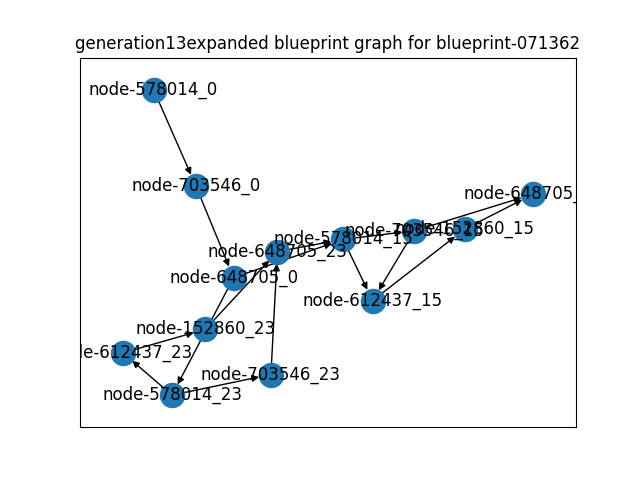 generation13expanded blueprint graph for blueprint-071362
node-578014_0
node-703546_0
node-648705_
node-578014_15
node-703546_15
node-152860_15
node-648705_23
node-648705_0
node-612437_15
node-152860_23
de-612437_23
node-703546_23
node-578014_23